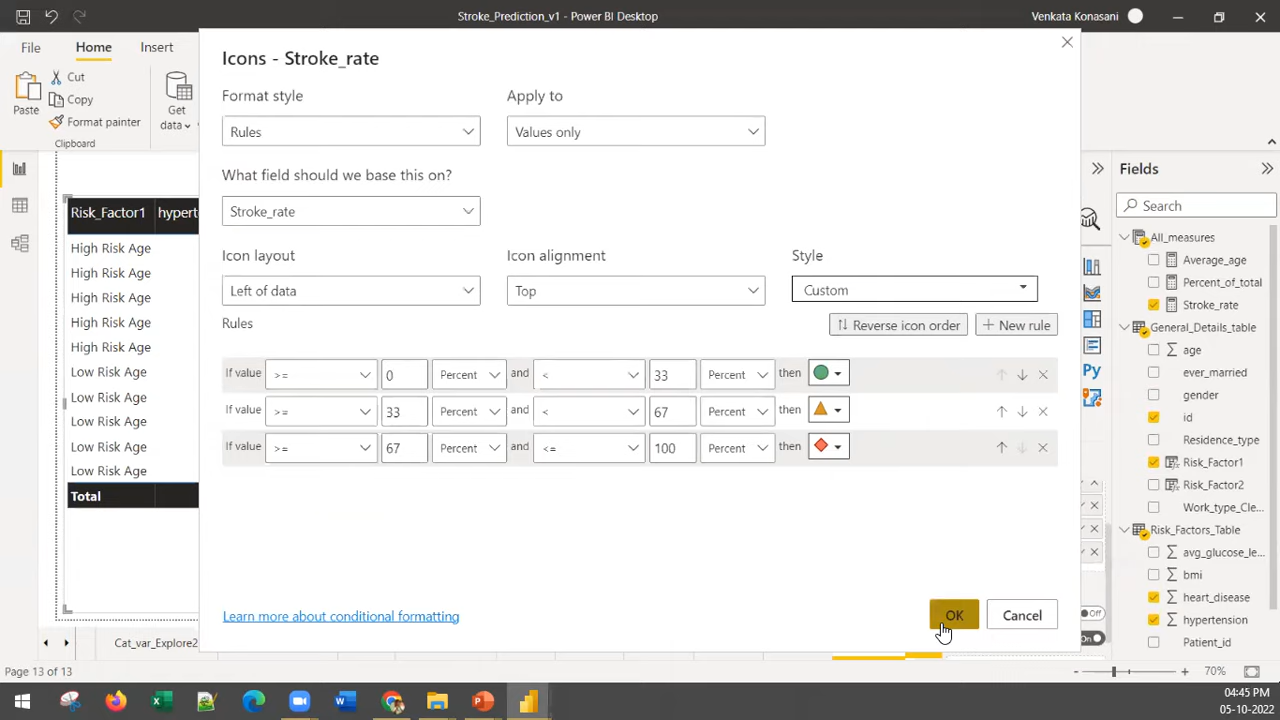 Stroke_Prediction_v1 - Power BI Desktop
Venkata Konasani
File
Home
Insert
Paste
Cut
Copy
Format painter
Clipboard
Get
data
Icons - Stroke_rate
Format style
Apply to
Rules
Values only
What field should we base this on?
Stroke_rate
Icon layout
Icon alignment
Style
Left of data
Top
Custom
Rules
Reverse icon order
+ New rule
If value >= 0 Percent and < 33 Percent then
If value >= 33 Percent and < 67 Percent then
If value >= 67 Percent and <= 100 Percent then
Learn more about conditional formatting
OK
Cancel
Risk_Factor1 hypert
High Risk Age
High Risk Age
High Risk Age
High Risk Age
High Risk Age
Low Risk Age
Low Risk Age
Low Risk Age
Low Risk Age
Low Risk Age
Total
Fields
Search
All_measures
Average_age
Percent_of_total
Stroke_rate
General_Details_table
age
ever_married
gender
id
Residence_type
Risk_Factor1
Risk_Factor2
Work_type_Cle...
Risk_Factors_Table
avg_glucose_le...
bmi
heart_disease
hypertension
Patient_id
Py
Off
On
Cat_var_Explore2
Page 13 of 13
70%
04:45 PM
05-10-2022